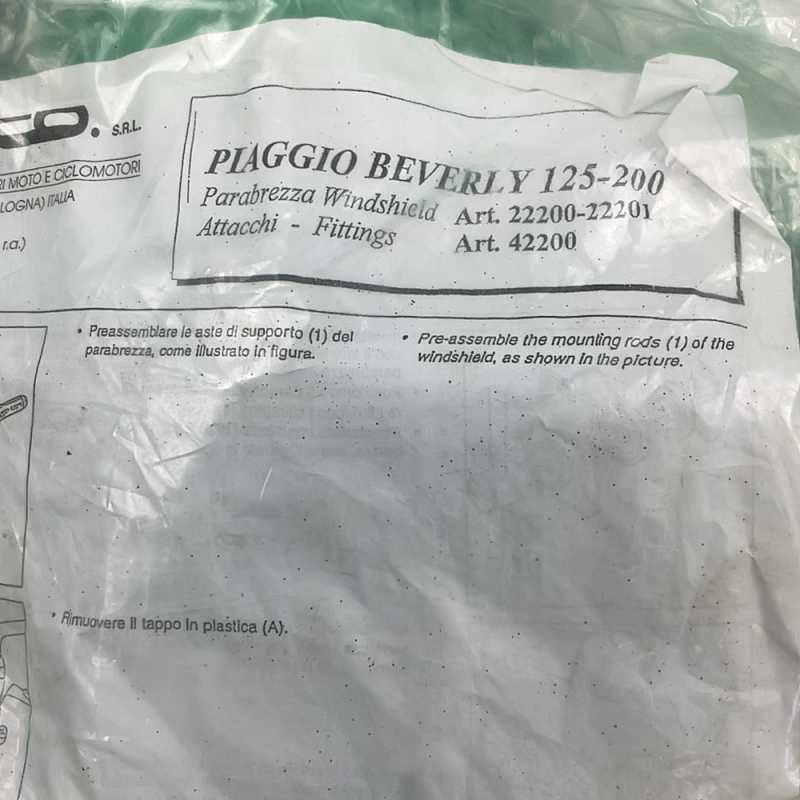 CO. S.R.L.
MOTO E CICLOMOTORI
ITALIA
r.a.)
PIAGGIO BEVERLY 125-200
Parabrezza Windshield Art. 22200-22201
Attacchi - Fittings Art. 42200
• Preassemblare le aste di supporto (1) del
parabrezza, come illustrato in figura.
• Pre-assemble the mounting rods (1) of the
windshield, as shown in the picture.
• Rimuovere il tappo in plastica (A).